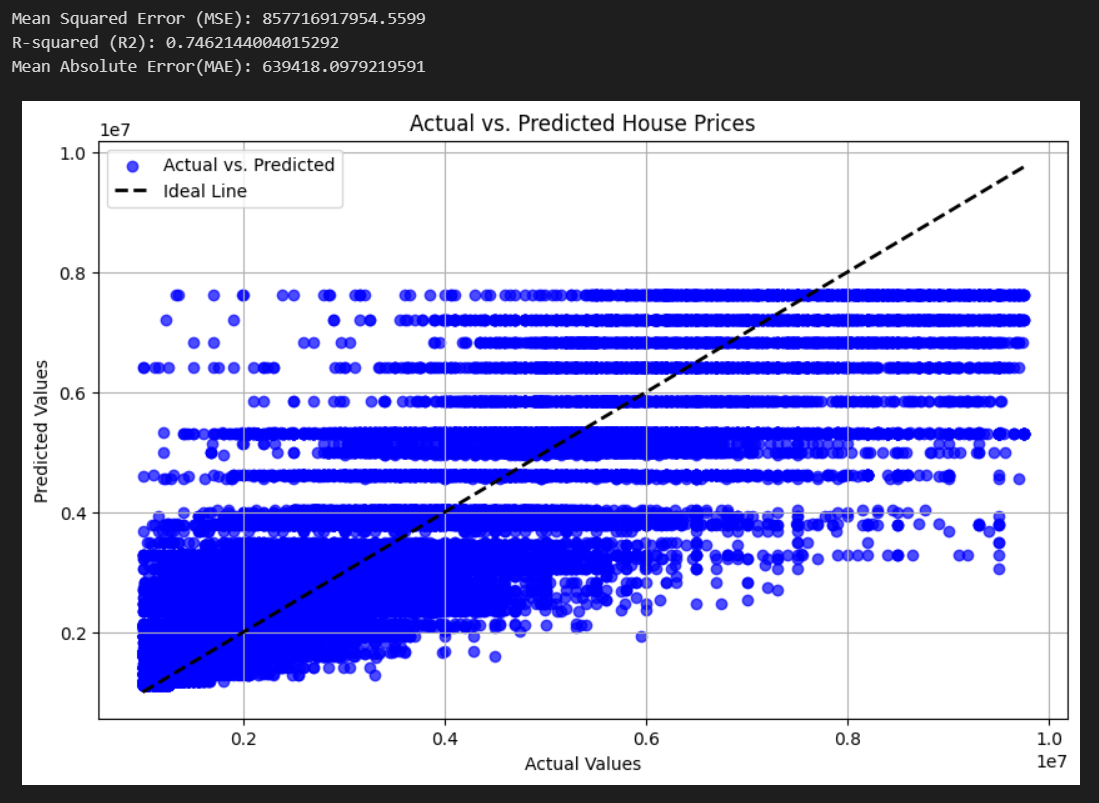 Mean Squared Error (MSE): 857716917954.5599
R-squared (R2): 0.7462144004015292
Mean Absolute Error(MAE): 639418.0979219591
Actual vs. Predicted House Prices
1e7
Actual vs. Predicted
Ideal Line
1.0
0.8
0.6
0.4
0.2
Predicted Values
0.2 0.4 0.6 0.8 1.0
1e7
Actual Values